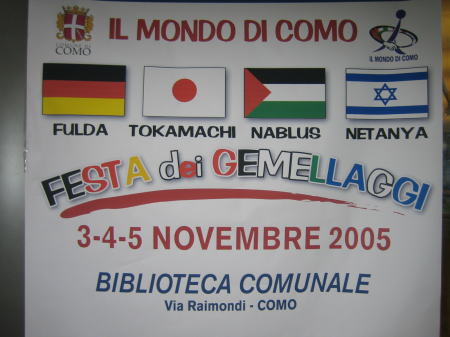 COMUNE DI
COMO
IL MONDO DI COMO
IL MONDO DI COMO
FULDA TOKAMACHI NABLUS NETANYA
FESTA dei GEMELLAGGI
3-4-5 NOVEMBRE 2005
BIBLIOTECA COMUNALE
Via Raimondi - COMO